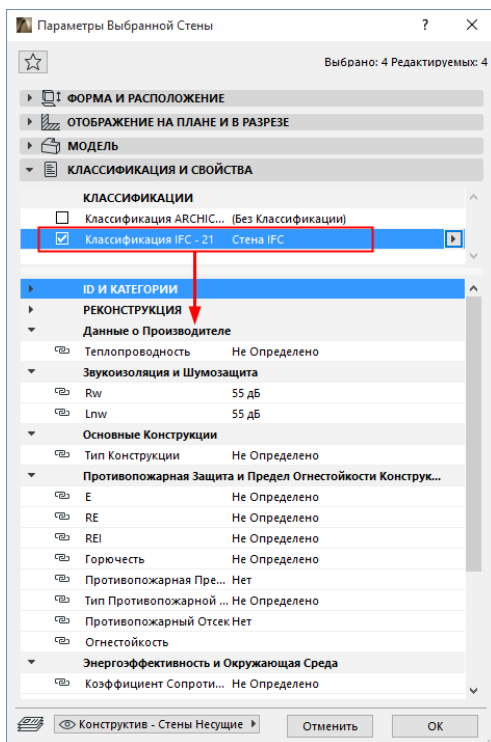 Параметры Выбранной Стены ? ×
Выбрано: 4 Редактируемых: 4
ФОРМА И РАСПОЛОЖЕНИЕ
ОТОБРАЖЕНИЕ НА ПЛАНЕ И В РАЗРЕЗЕ
МОДЕЛЬ
КЛАССИФИКАЦИЯ И СВОЙСТВА
КЛАССИФИКАЦИИ
Классификация ARCHIC... (Без Классификации)
Классификация IFC - 21 Стена IFC
ID И КАТЕГОРИИ
РЕКОНСТРУКЦИЯ
Данные о Производителе
Теплопроводность Не Определено
Звукоизоляция и Шумозащита
Rw 55 дБ
Lnw 55 дБ
Основные Конструкции
Тип Конструкции Не Определено
Противопожарная Защита и Предел Огнестойкости Конструк...
E Не Определено
RE Не Определено
REI Не Определено
Горючесть Не Определено
Противопожарная Пре... Нет
Тип Противопожарной ... Не Определено
Противопожарный Отсек Нет
Огнестойкость
Энергоэффективность и Окружающая Среда
Коэффициент Сопроти... Не Определено
Конструктив - Стены Несущие
Отменить
ОК